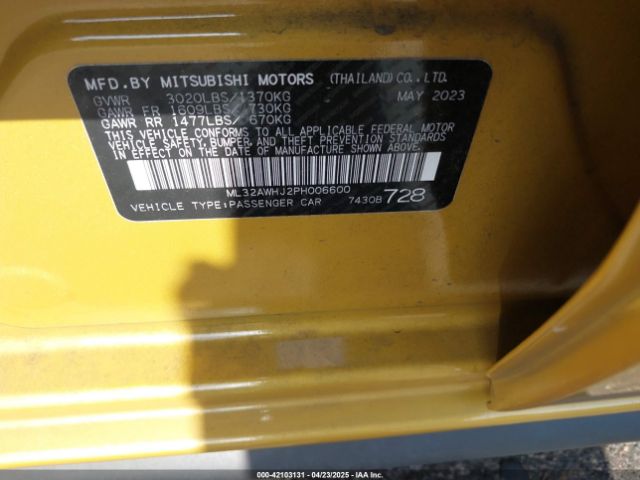 MFD.BY MITSUBISHI MOTORS (THAILAND) CO., LTD.
GVWR 3020LBS/1370KG MAY 2023
GAWR FR 1609LBS/ 730KG
GAWR RR 1477LBS/ 670KG
THIS VEHICLE CONFORMS TO ALL APPLICABLE FEDERAL MOTOR
VEHICLE SAFETY, BUMPER, AND THEFT PREVENTION STANDARDS
IN EFFECT ON THE DATE OF MANUFACTURE SHOWN ABOVE.
ML32AWHJ2PH006600
VEHICLE TYPE:PASSENGER CAR 7430B 728
000-42103131 - 04/23/2025 - IAA Inc.